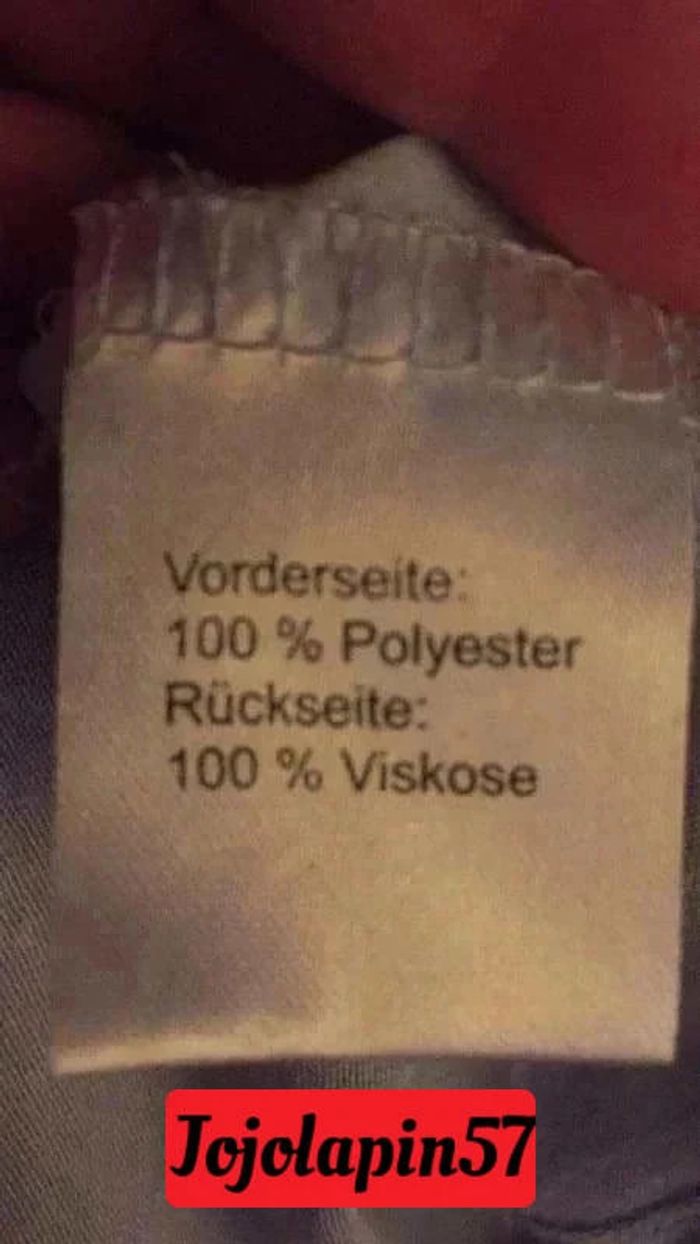 Vorderseite:
100 % Polyester
Rückseite:
100 % Viskose
Jojolapin57